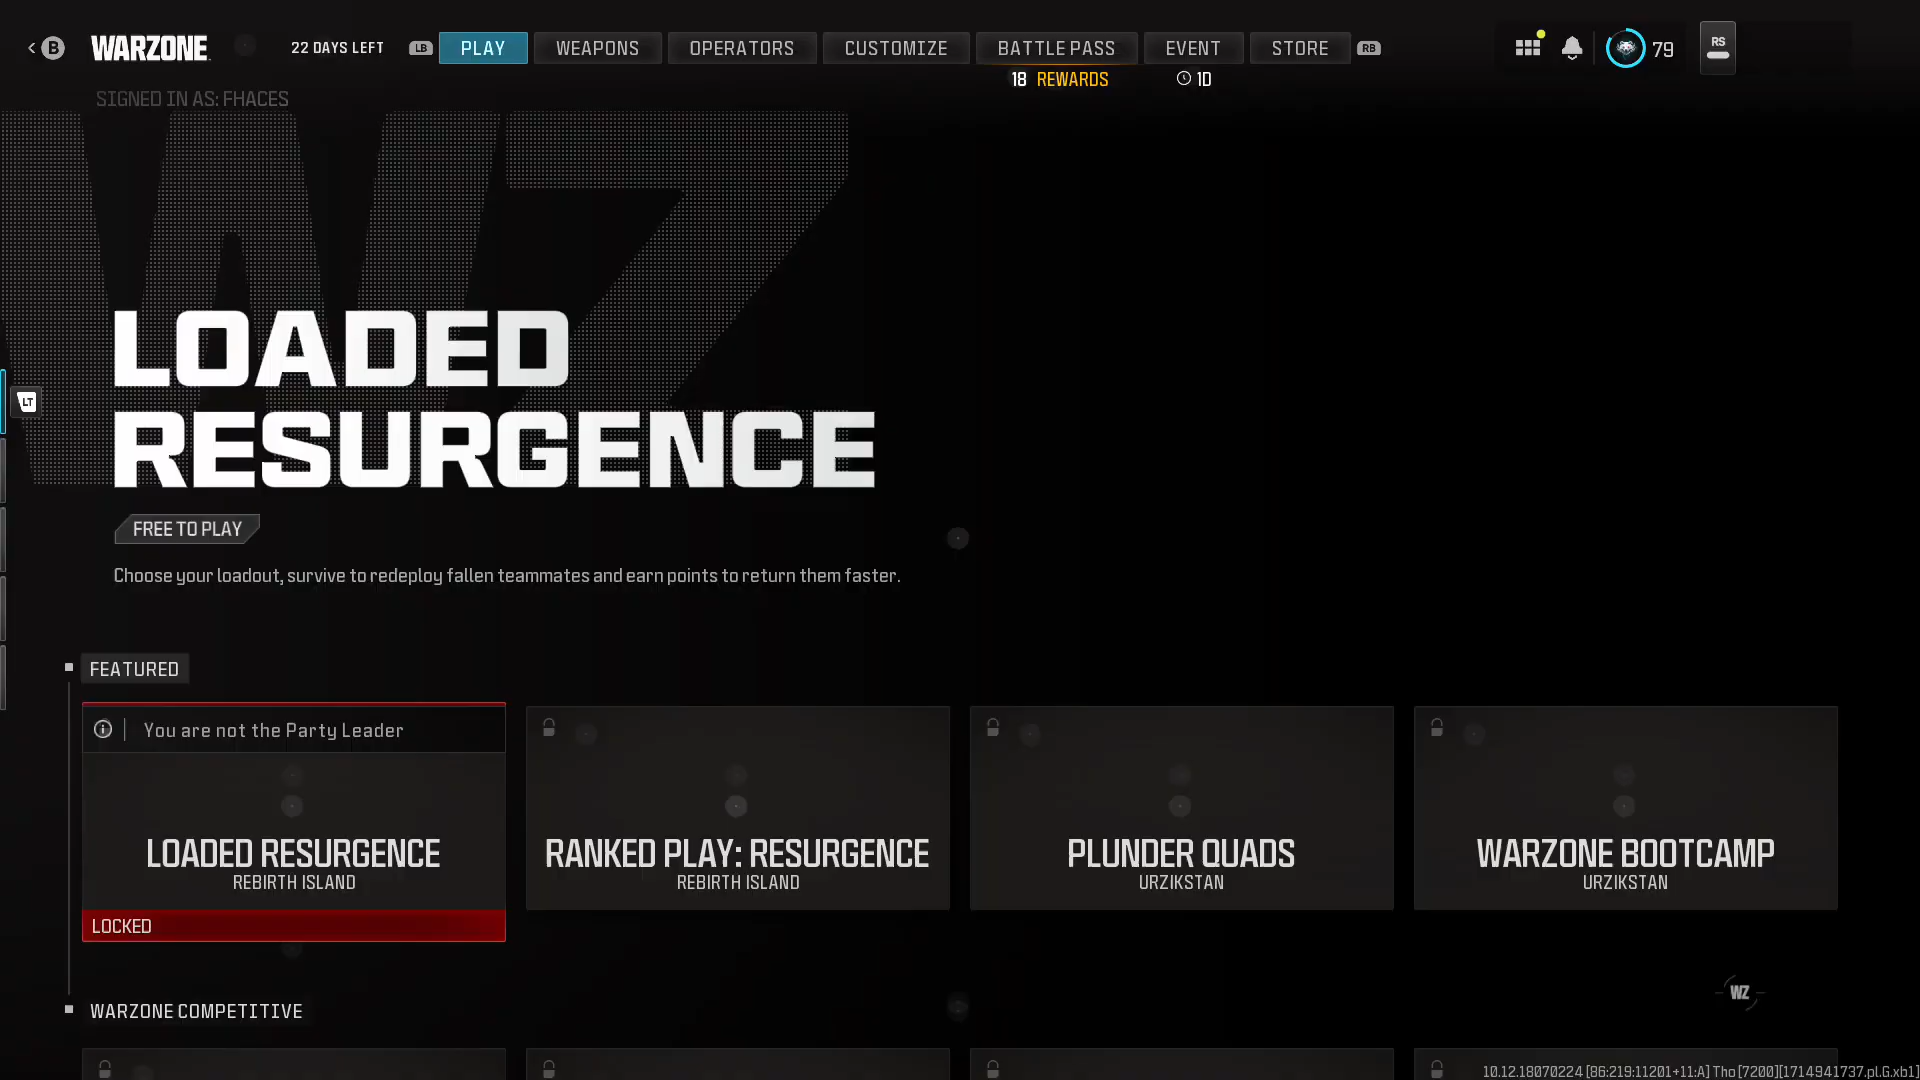 B WARZONE 22 DAYS LEFT LB PLAY WEAPONS OPERATORS CUSTOMIZE BATTLE PASS EVENT STORE RB 79 RS
18 REWARDS 1D
SIGNED IN AS: FHACES
WZ
LOADED
RESURGENCE
LT
FREE TO PLAY
Choose your loadout, survive to redeploy fallen teammates and earn points to return them faster.
FEATURED
You are not the Party Leader
LOADED RESURGENCE
REBIRTH ISLAND
LOCKED
RANKED PLAY: RESURGENCE
REBIRTH ISLAND
PLUNDER QUADS
URZIKSTAN
WARZONE BOOTCAMP
URZIKSTAN
WZ
WARZONE COMPETITIVE
10.12.18070224 [86:219:11201+11:A] Tho [7200][1714941737.pl.G.xb1]